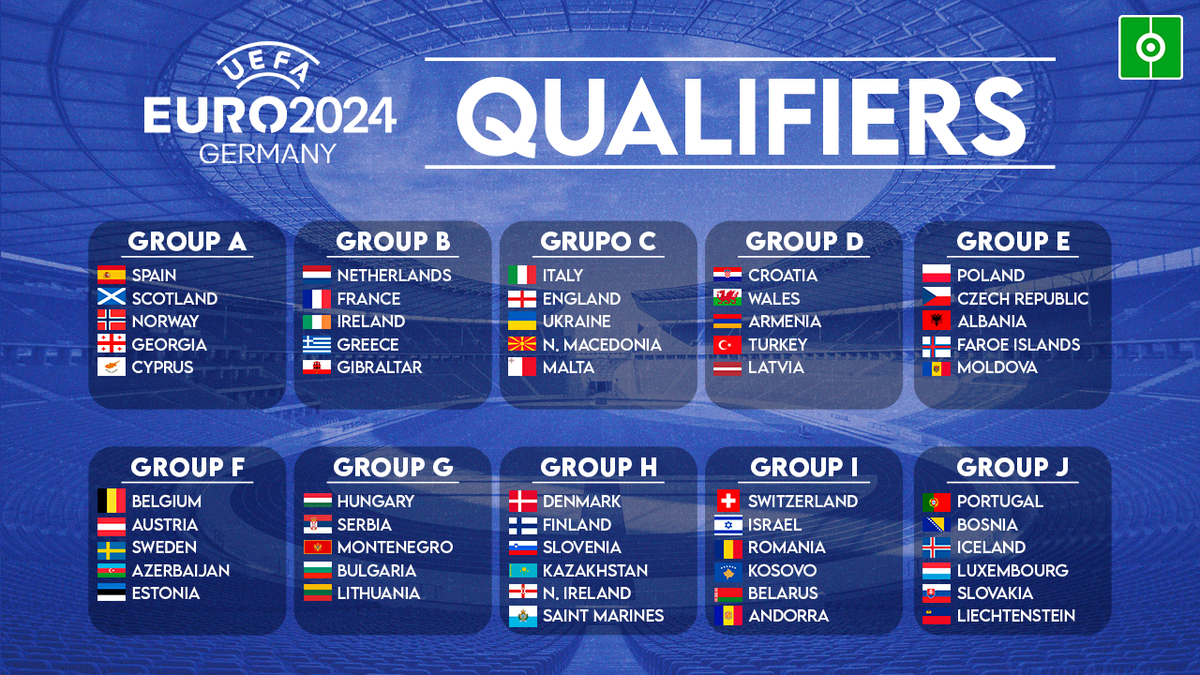 UEFA
EURO2024
GERMANY
QUALIFIERS
GROUP A
SPAIN
SCOTLAND
NORWAY
GEORGIA
CYPRUS
GROUP B
NETHERLANDS
FRANCE
IRELAND
GREECE
GIBRALTAR
GRUPO C
ITALY
ENGLAND
UKRAINE
N. MACEDONIA
MALTA
GROUP D
CROATIA
WALES
ARMENIA
TURKEY
LATVIA
GROUP E
POLAND
CZECH REPUBLIC
ALBANIA
FAROE ISLANDS
MOLDOVA
GROUP F
BELGIUM
AUSTRIA
SWEDEN
AZERBAIJAN
ESTONIA
GROUP G
HUNGARY
SERBIA
MONTENEGRO
BULGARIA
LITHUANIA
GROUP H
DENMARK
FINLAND
SLOVENIA
KAZAKHSTAN
N. IRELAND
SAINT MARINES
GROUP I
SWITZERLAND
ISRAEL
ROMANIA
KOSOVO
BELARUS
ANDORRA
GROUP J
PORTUGAL
BOSNIA
ICELAND
LUXEMBOURG
SLOVAKIA
LIECHTENSTEIN